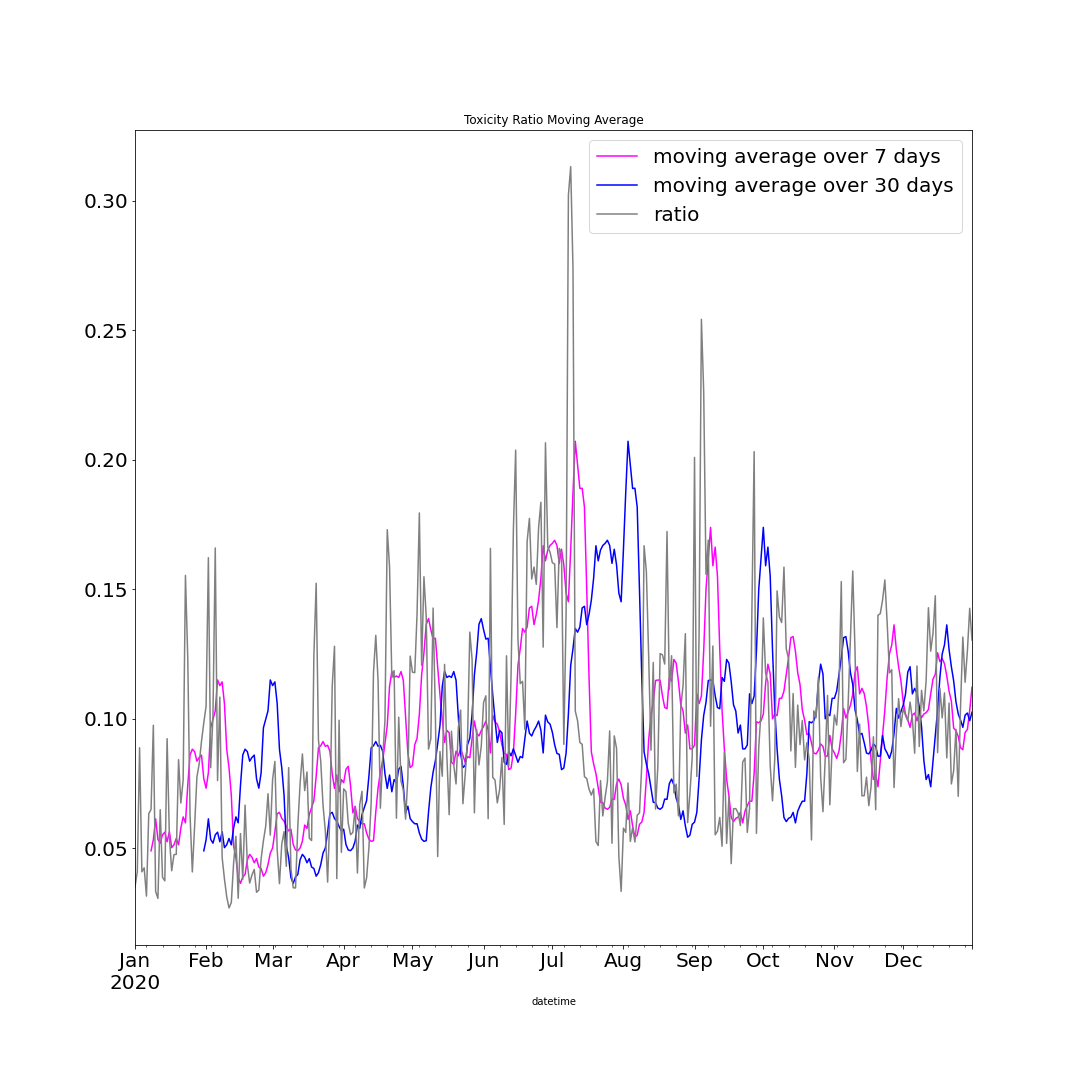 Toxicity Ratio Moving Average
moving average over 7 days
moving average over 30 days
ratio
0.30
0.25
0.20
0.15
0.10
0.05
Jan Feb Mar Apr May Jun Jul Aug Sep Oct Nov Dec
2020
datetime